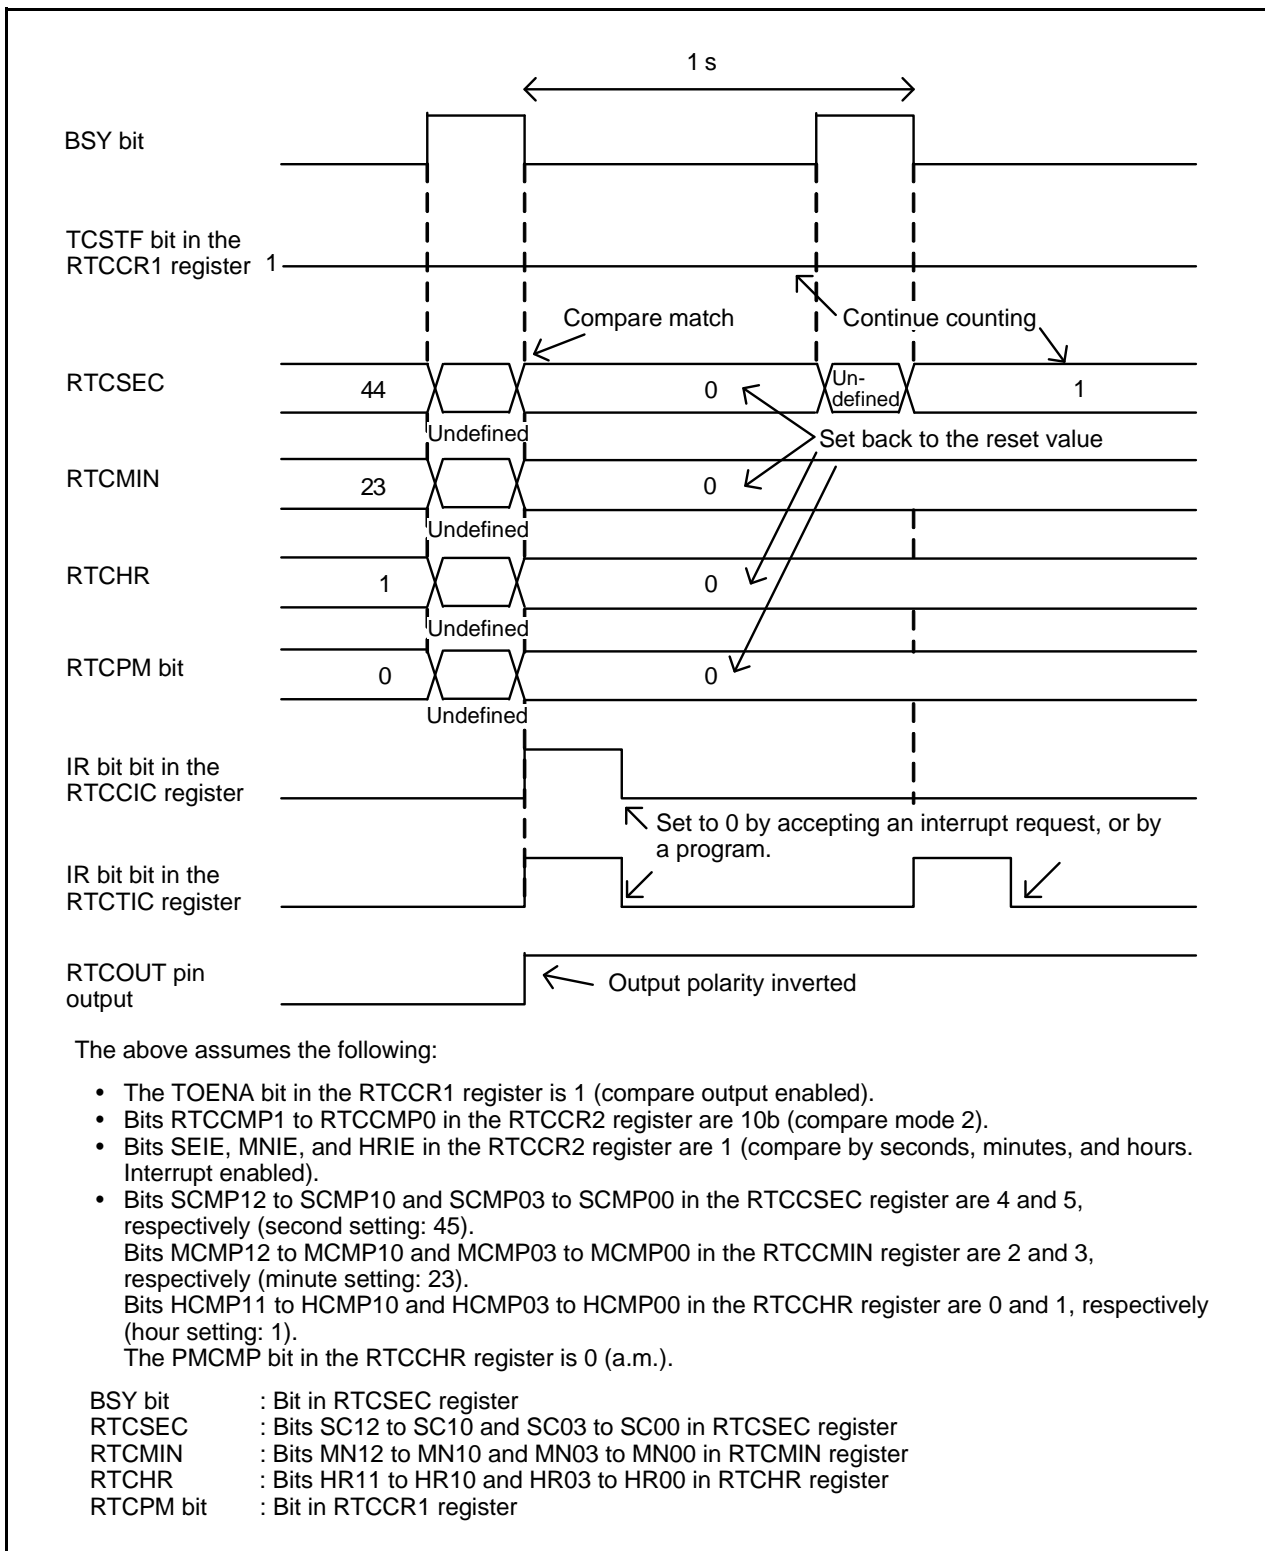 1 s
BSY bit
TCSTF bit in the
RTCCR1 register 1
Compare match
Continue counting
RTCSEC
44
0
Un-
defined
1
Undefined
Set back to the reset value
RTCMIN
23
0
Undefined
RTCHR
1
0
Undefined
RTCPM bit
0
0
Undefined
IR bit bit in the
RTCCIC register
Set to 0 by accepting an interrupt request, or by
a program.
IR bit bit in the
RTCTIC register
RTCOUT pin
output
Output polarity inverted
The above assumes the following:
• The TOENA bit in the RTCCR1 register is 1 (compare output enabled).
• Bits RTCCMP1 to RTCCMP0 in the RTCCR2 register are 10b (compare mode 2).
• Bits SEIE, MNIE, and HRIE in the RTCCR2 register are 1 (compare by seconds, minutes, and hours.
Interrupt enabled).
• Bits SCMP12 to SCMP10 and SCMP03 to SCMP00 in the RTCCSEC register are 4 and 5,
respectively (second setting: 45).
Bits MCMP12 to MCMP10 and MCMP03 to MCMP00 in the RTCCMIN register are 2 and 3,
respectively (minute setting: 23).
Bits HCMP11 to HCMP10 and HCMP03 to HCMP00 in the RTCCHR register are 0 and 1, respectively
(hour setting: 1).
The PMCMP bit in the RTCCHR register is 0 (a.m.).
BSY bit : Bit in RTCSEC register
RTCSEC : Bits SC12 to SC10 and SC03 to SC00 in RTCSEC register
RTCMIN : Bits MN12 to MN10 and MN03 to MN00 in RTCMIN register
RTCHR : Bits HR11 to HR10 and HR03 to HR00 in RTCHR register
RTCPM bit : Bit in RTCCR1 register